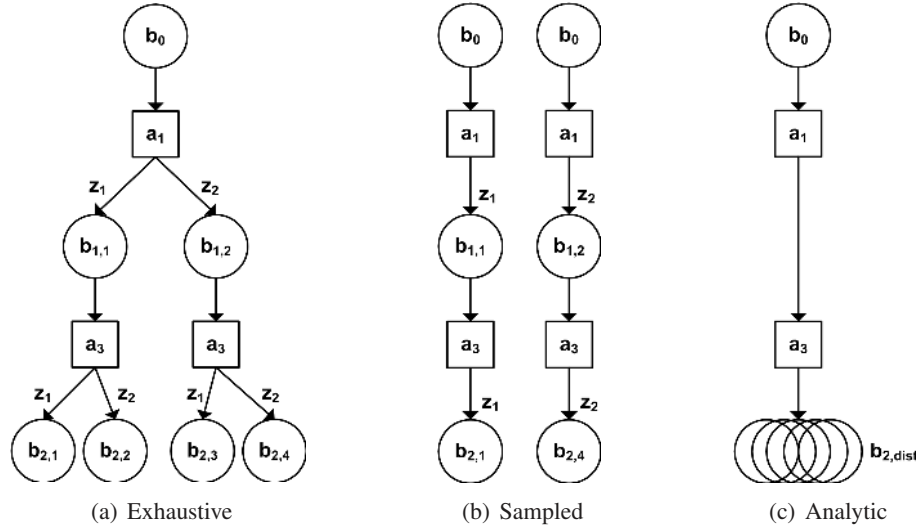 b0 b0 b0 b0
a1 a1 a1 a1
z1 z2 z1 z2
b1,1 b1,2 b1,1 b1,2
a3 a3 a3 a3 a3
z1 z2 z1 z2 z1 z2
b2,1 b2,2 b2,3 b2,4 b2,1 b2,4 b2,dist
(a) Exhaustive (b) Sampled (c) Analytic